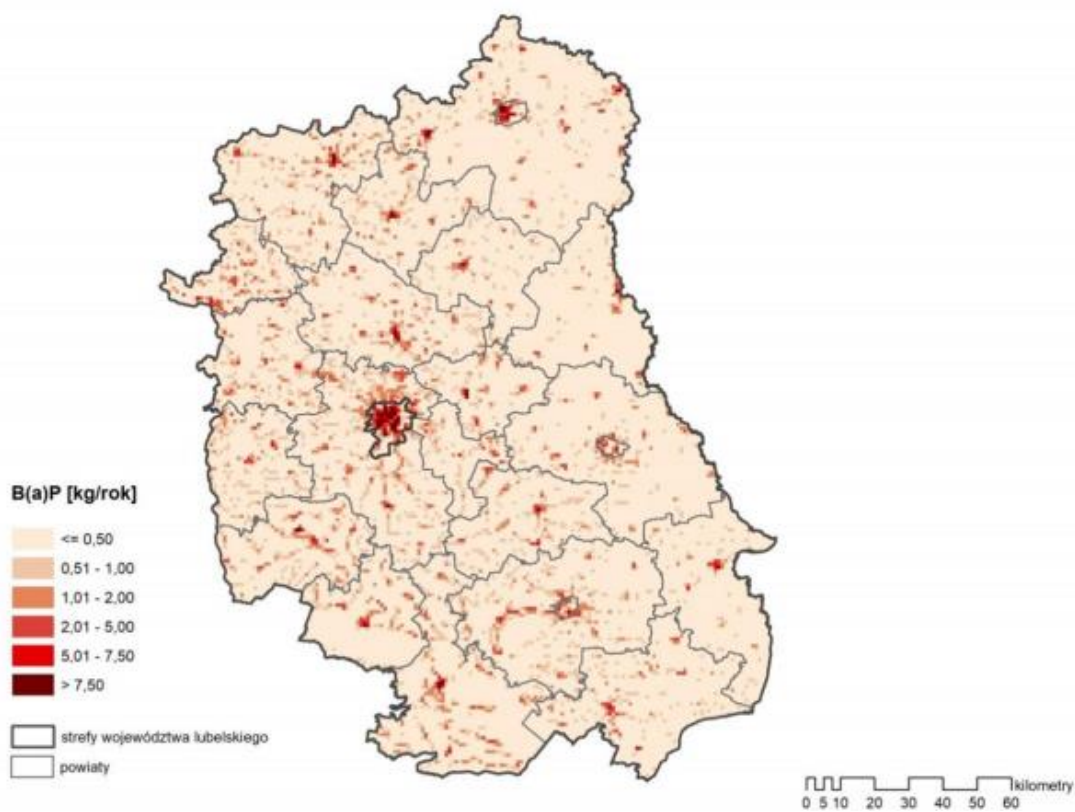 B(a)P [kg/rok]
<= 0,50
0,51 - 1,00
1,01 - 2,00
2,01 - 5,00
5,01 - 7,50
> 7,50
strefy województwa lubelskiego
powiaty
kilometry
0 5 10 20 30 40 50 60